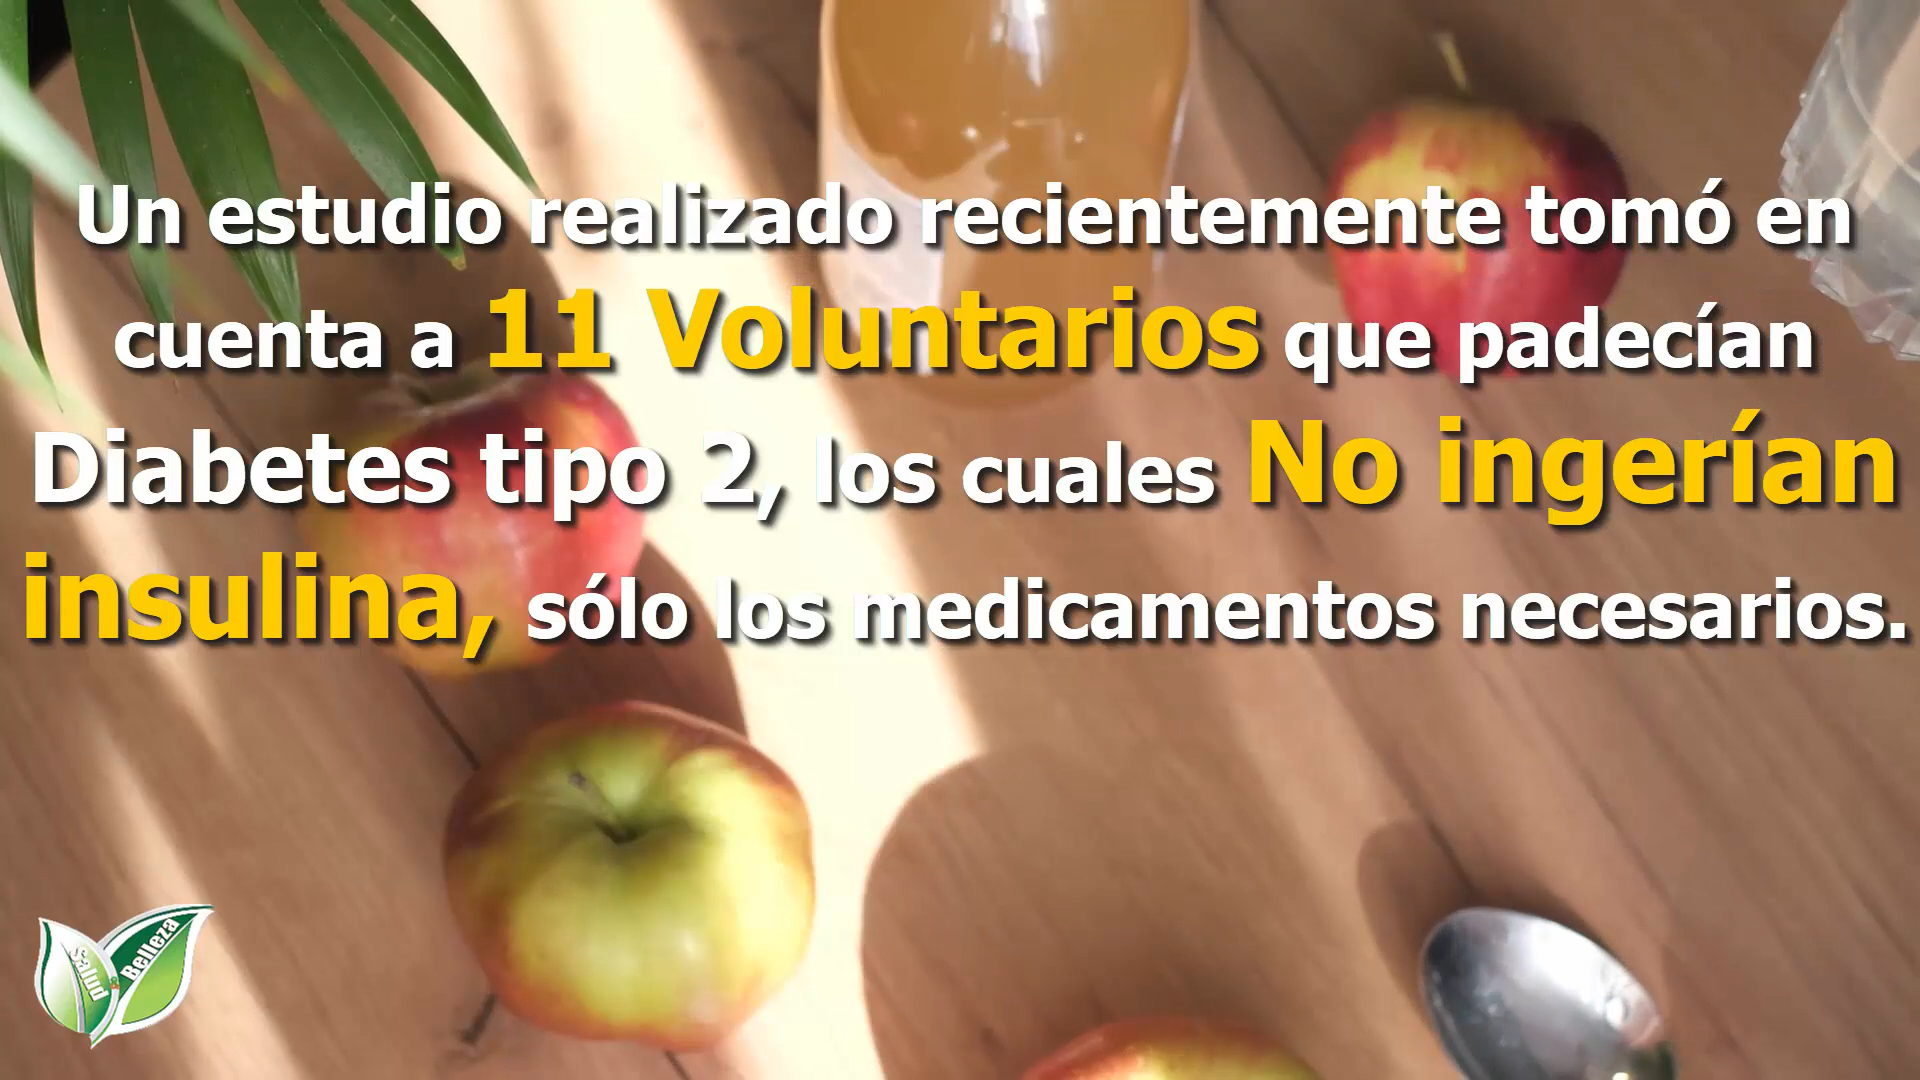 Un estudio realizado recientemente tomó en
cuenta a 11 Voluntarios que padecían
Diabetes tipo 2, los cuales No ingerían
insulina, sólo los medicamentos necesarios.
Salud
Belleza